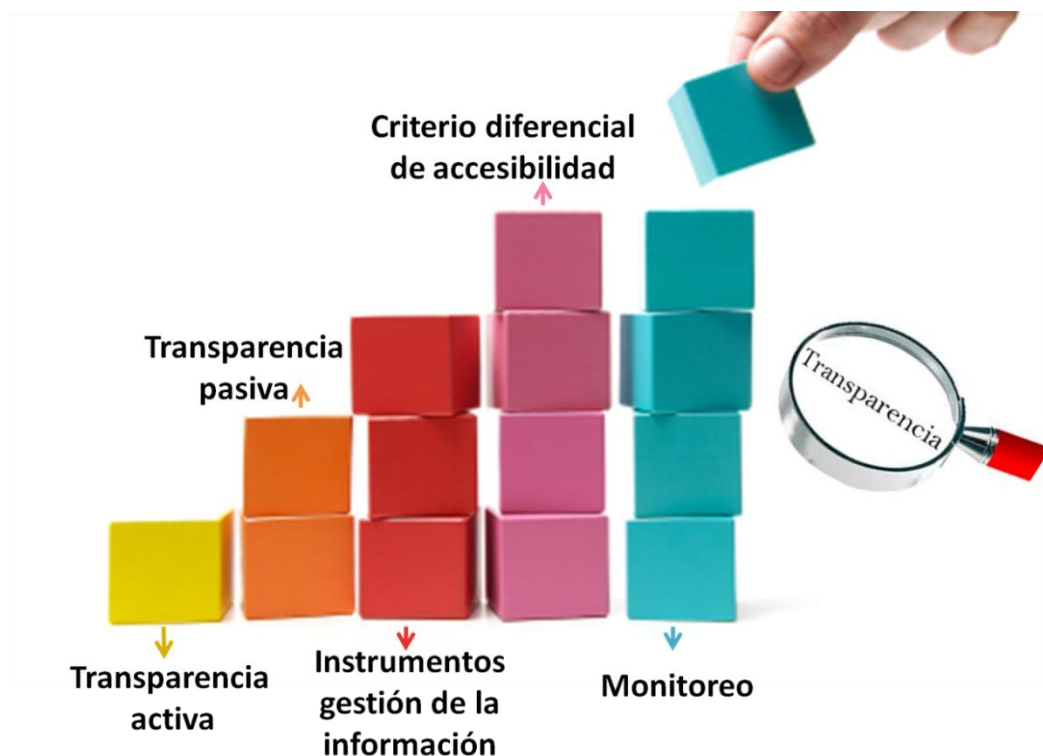 Criterio diferencial
de accesibilidad
Transparencia
pasiva
Transparencia
Transparencia
activa
Instrumentos
gestión de la
información
Monitoreo